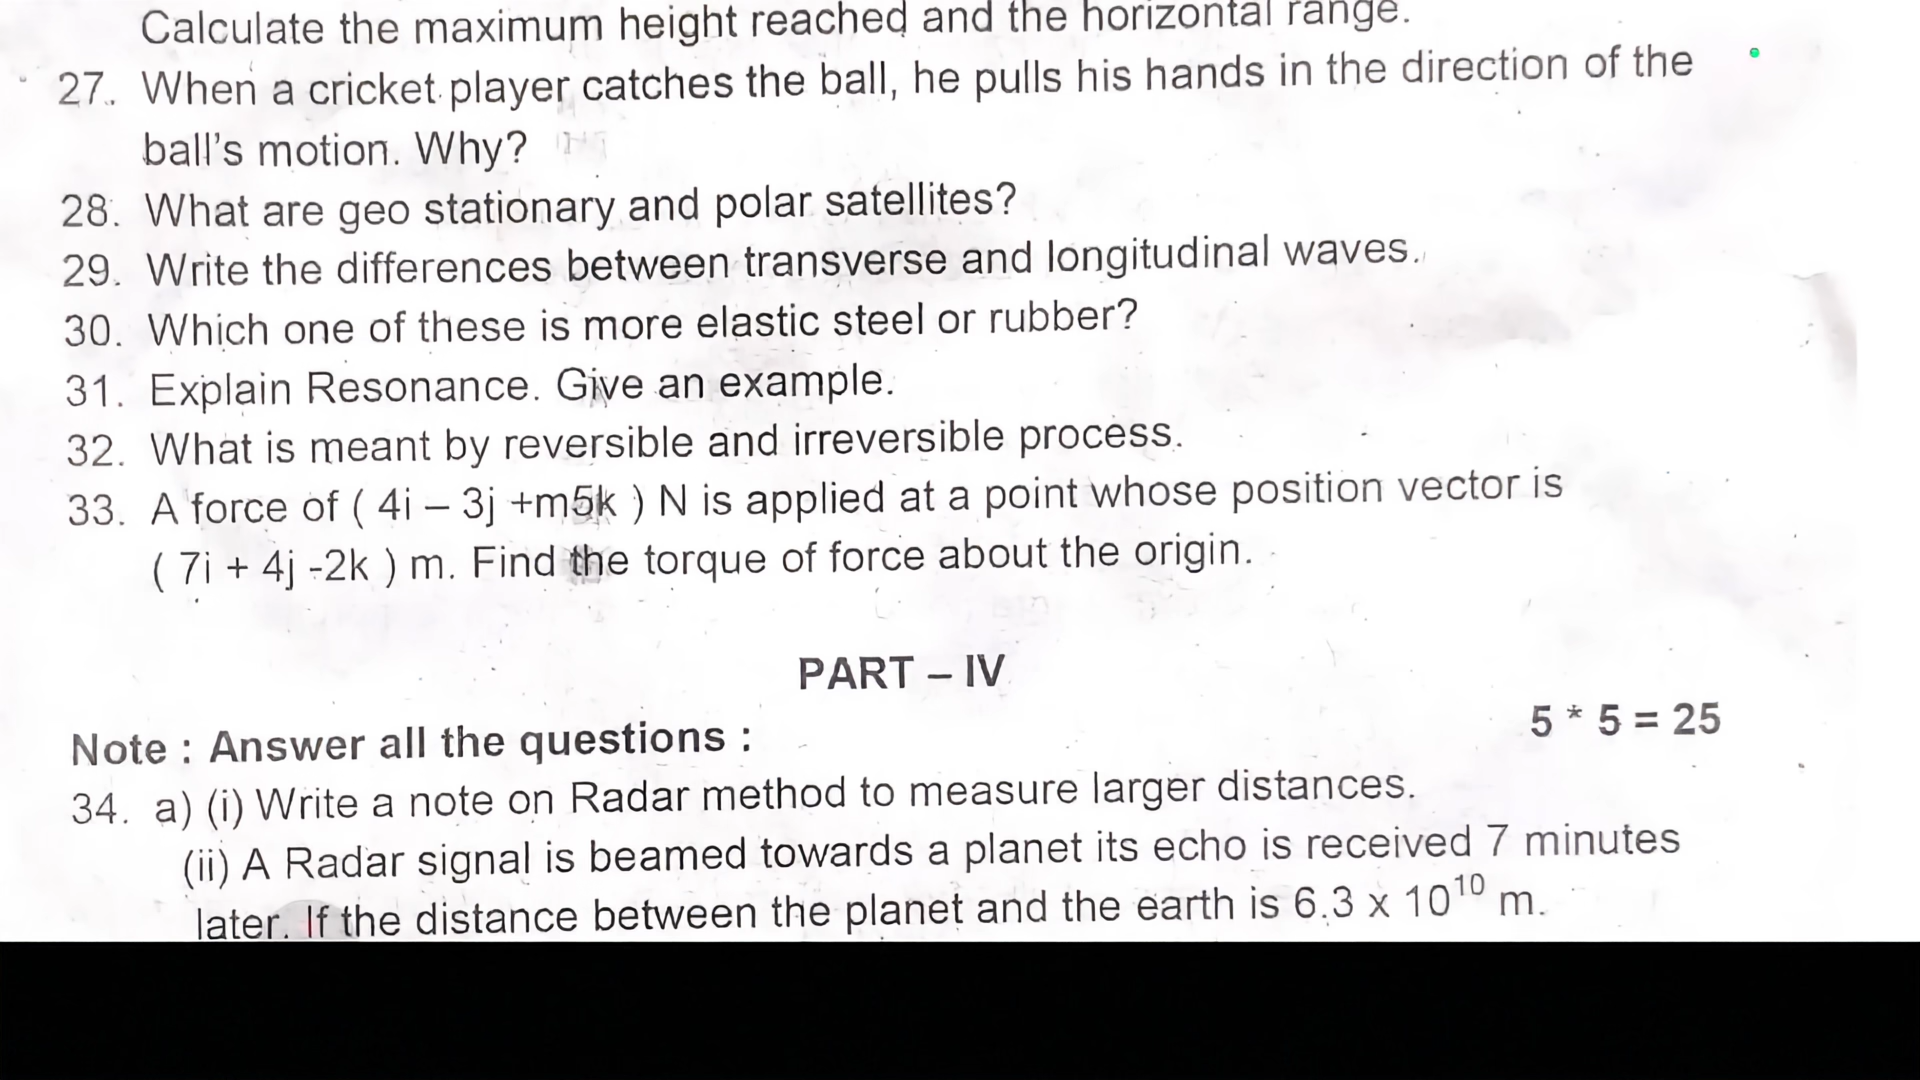 Calculate the maximum height reached and the horizontal range.
27. When a cricket player catches the ball, he pulls his hands in the direction of the
ball's motion. Why?
28. What are geo stationary and polar satellites?
29. Write the differences between transverse and longitudinal waves.
30. Which one of these is more elastic steel or rubber?
31. Explain Resonance. Give an example.
32. What is meant by reversible and irreversible process.
33. A force of ( 4i – 3j +m5k ) N is applied at a point whose position vector is
( 7i + 4j -2k ) m. Find the torque of force about the origin.
PART – IV
5 * 5 = 25
Note : Answer all the questions :
34. a) (i) Write a note on Radar method to measure larger distances.
(ii) A Radar signal is beamed towards a planet its echo is received 7 minutes
later. If the distance between the planet and the earth is 6.3 x 10¹⁰ m.